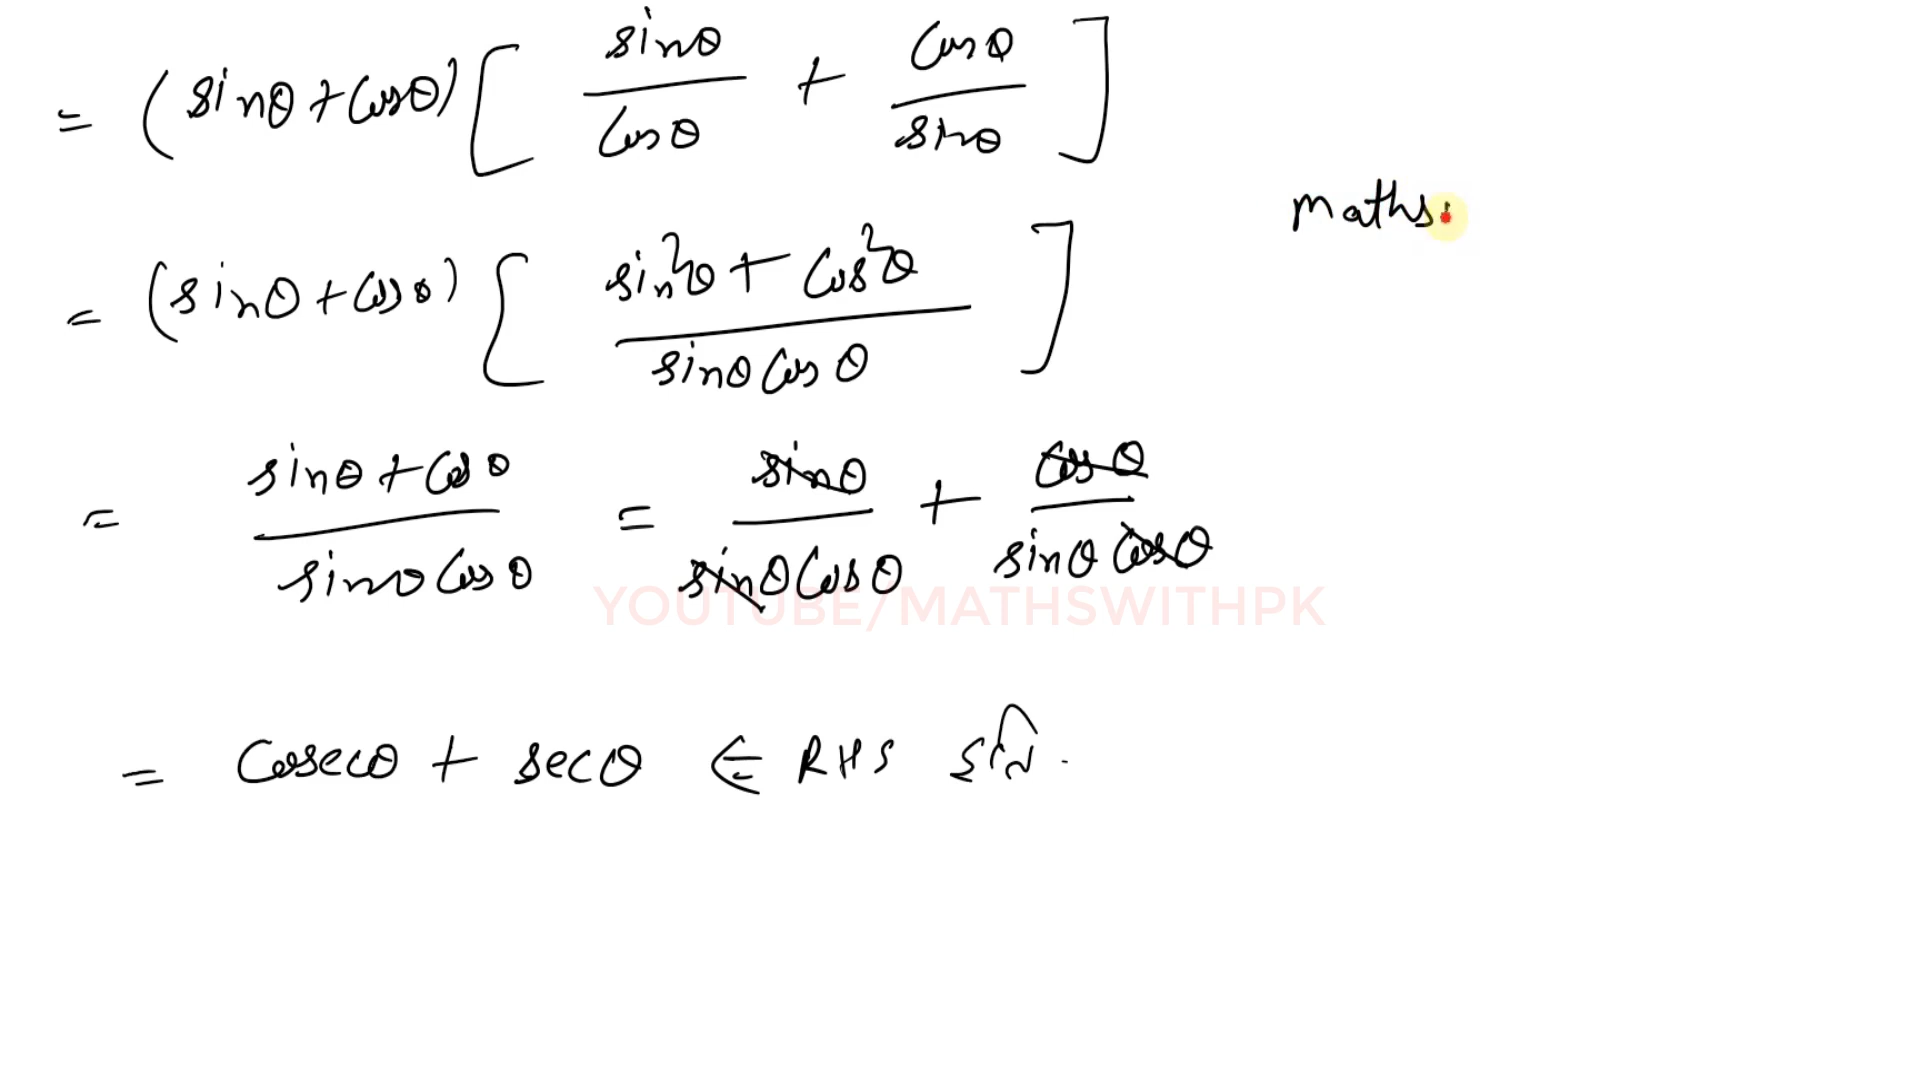 = (sinθ + cosθ) [ sinθ/cosθ + cosθ/sinθ ]
maths.
= (sinθ + cosθ) [ sin²θ + cos²θ / sinθ cosθ ]
= sinθ + cosθ / sinθ cosθ = sinθ / sinθ cosθ + cosθ / sinθ cosθ
YOUTUBE/MATHSWITHPK
= cosecθ + secθ ⇐ RHS